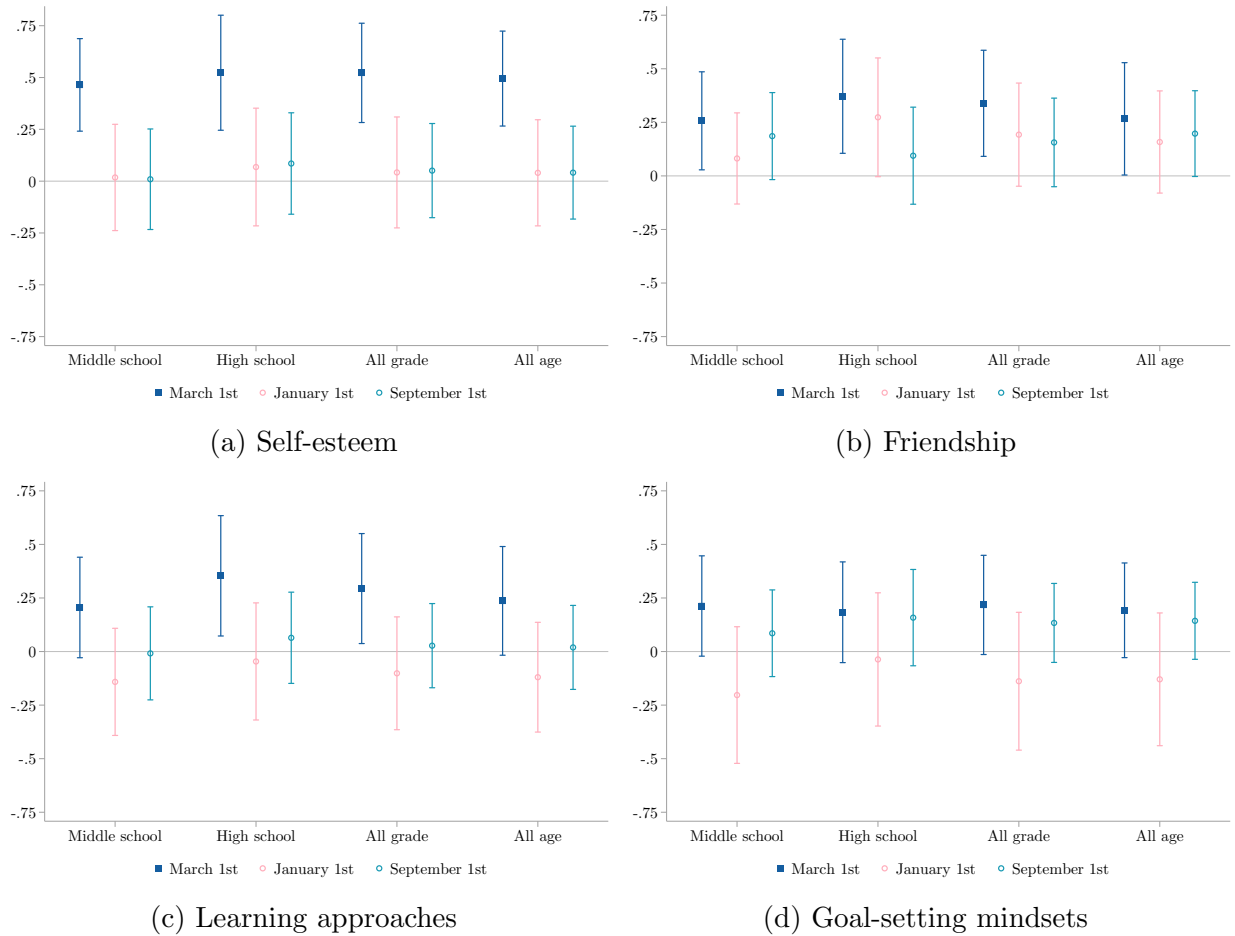 .75
.5
.25
0
-.25
-.5
-.75
Middle school High school All grade All age
March 1st January 1st September 1st
(a) Self-esteem
.75
.5
.25
0
-.25
-.5
-.75
Middle school High school All grade All age
March 1st January 1st September 1st
(b) Friendship
.75
.5
.25
0
-.25
-.5
-.75
Middle school High school All grade All age
March 1st January 1st September 1st
(c) Learning approaches
.75
.5
.25
0
-.25
-.5
-.75
Middle school High school All grade All age
March 1st January 1st September 1st
(d) Goal-setting mindsets